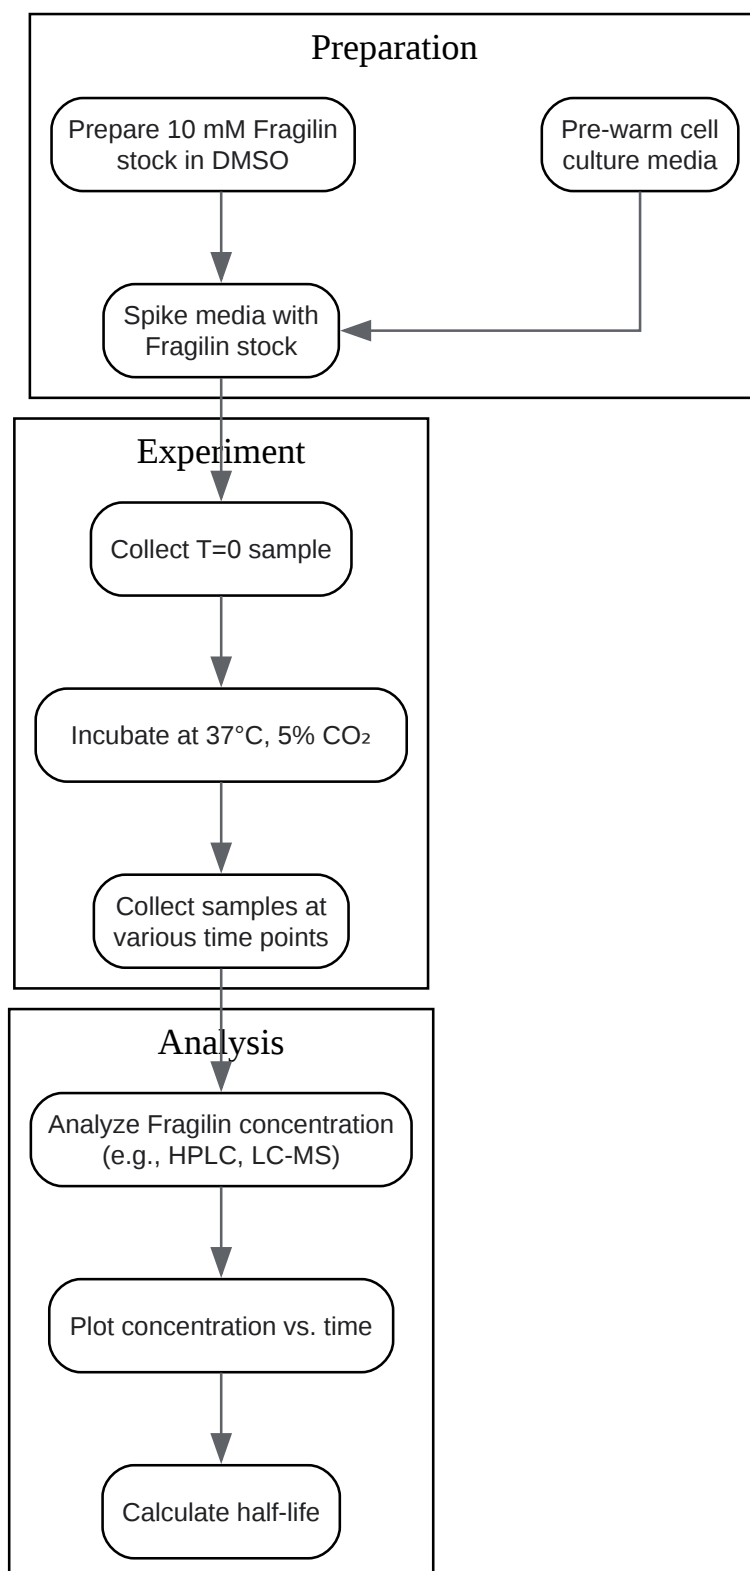 Preparation
Prepare 10 mM Fragilin
stock in DMSO
Pre-warm cell
culture media
Spike media with
Fragilin stock
Experiment
Collect T=0 sample
Incubate at 37°C, 5% CO₂
Collect samples at
various time points
Analysis
Analyze Fragilin concentration
(e.g., HPLC, LC-MS)
Plot concentration vs. time
Calculate half-life